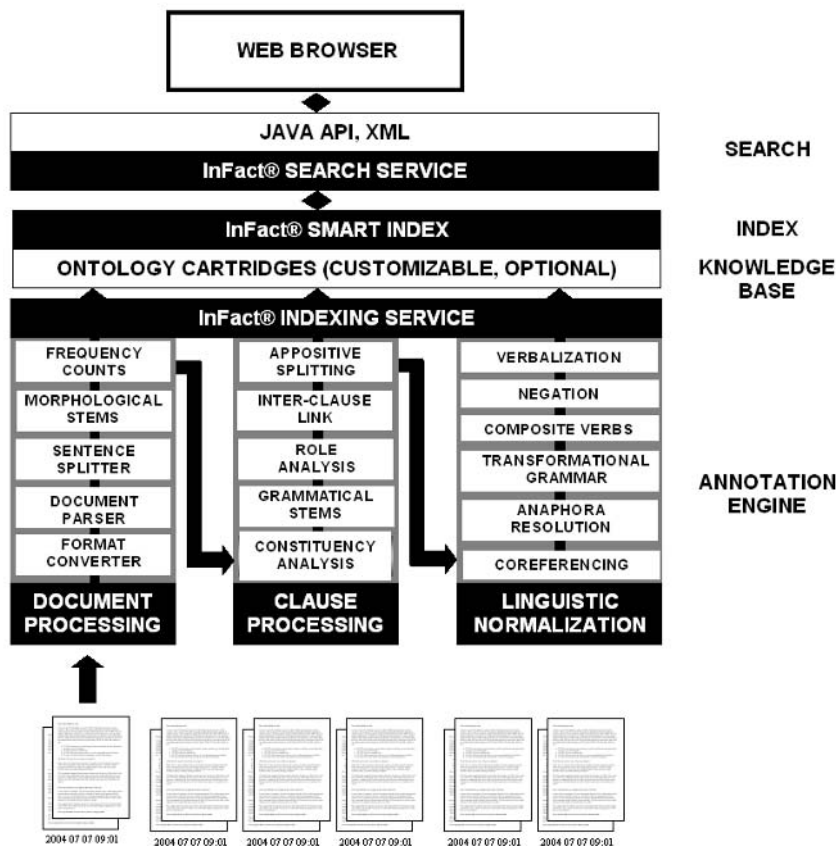 WEB BROWSER
JAVA API, XML
InFact® SEARCH SERVICE
SEARCH
InFact® SMART INDEX
INDEX
ONTOLOGY CARTRIDGES (CUSTOMIZABLE, OPTIONAL)
KNOWLEDGE
BASE
InFact® INDEXING SERVICE
FREQUENCY
COUNTS
MORPHOLOGICAL
STEMS
SENTENCE
SPLITTER
DOCUMENT
PARSER
FORMAT
CONVERTER
DOCUMENT
PROCESSING
APPOSITIVE
SPLITTING
INTER-CLAUSE
LINK
ROLE
ANALYSIS
GRAMMATICAL
STEMS
CONSTITUENCY
ANALYSIS
CLAUSE
PROCESSING
VERBALIZATION
NEGATION
COMPOSITE VERBS
TRANSFORMATIONAL
GRAMMAR
ANAPHORA
RESOLUTION
COREFERENCING
LINGUISTIC
NORMALIZATION
ANNOTATION
ENGINE
2004 07 07 09:01
2004 07 07 09:01
2004 07 07 09:01
2004 07 07 09:01
2004 07 07 09:01
2004 07 07 09:01